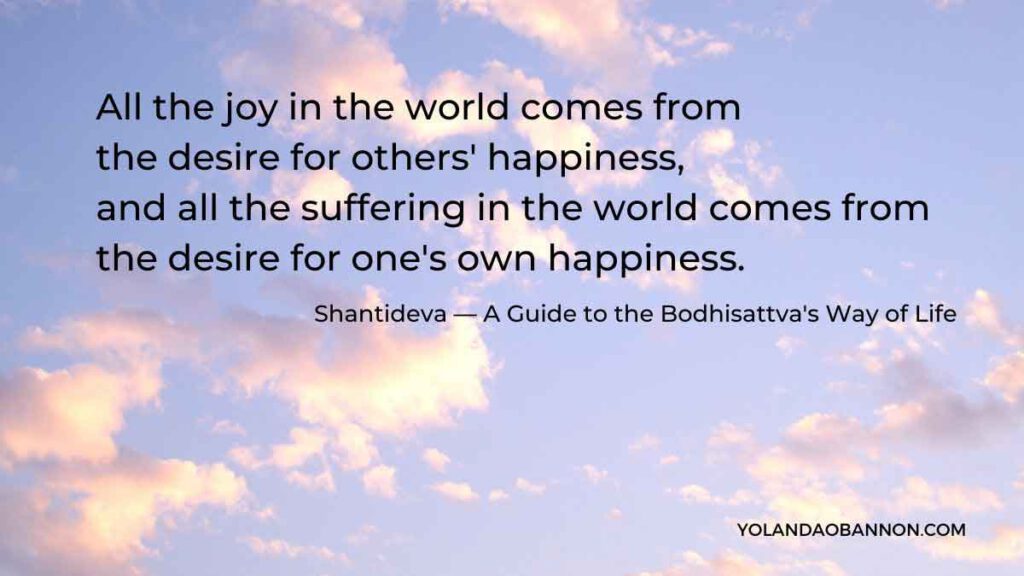 All the joy in the world comes from
the desire for others' happiness,
and all the suffering in the world comes from
the desire for one's own happiness.
Shantideva — A Guide to the Bodhisattva's Way of Life
YOLANDAOBANNON.COM